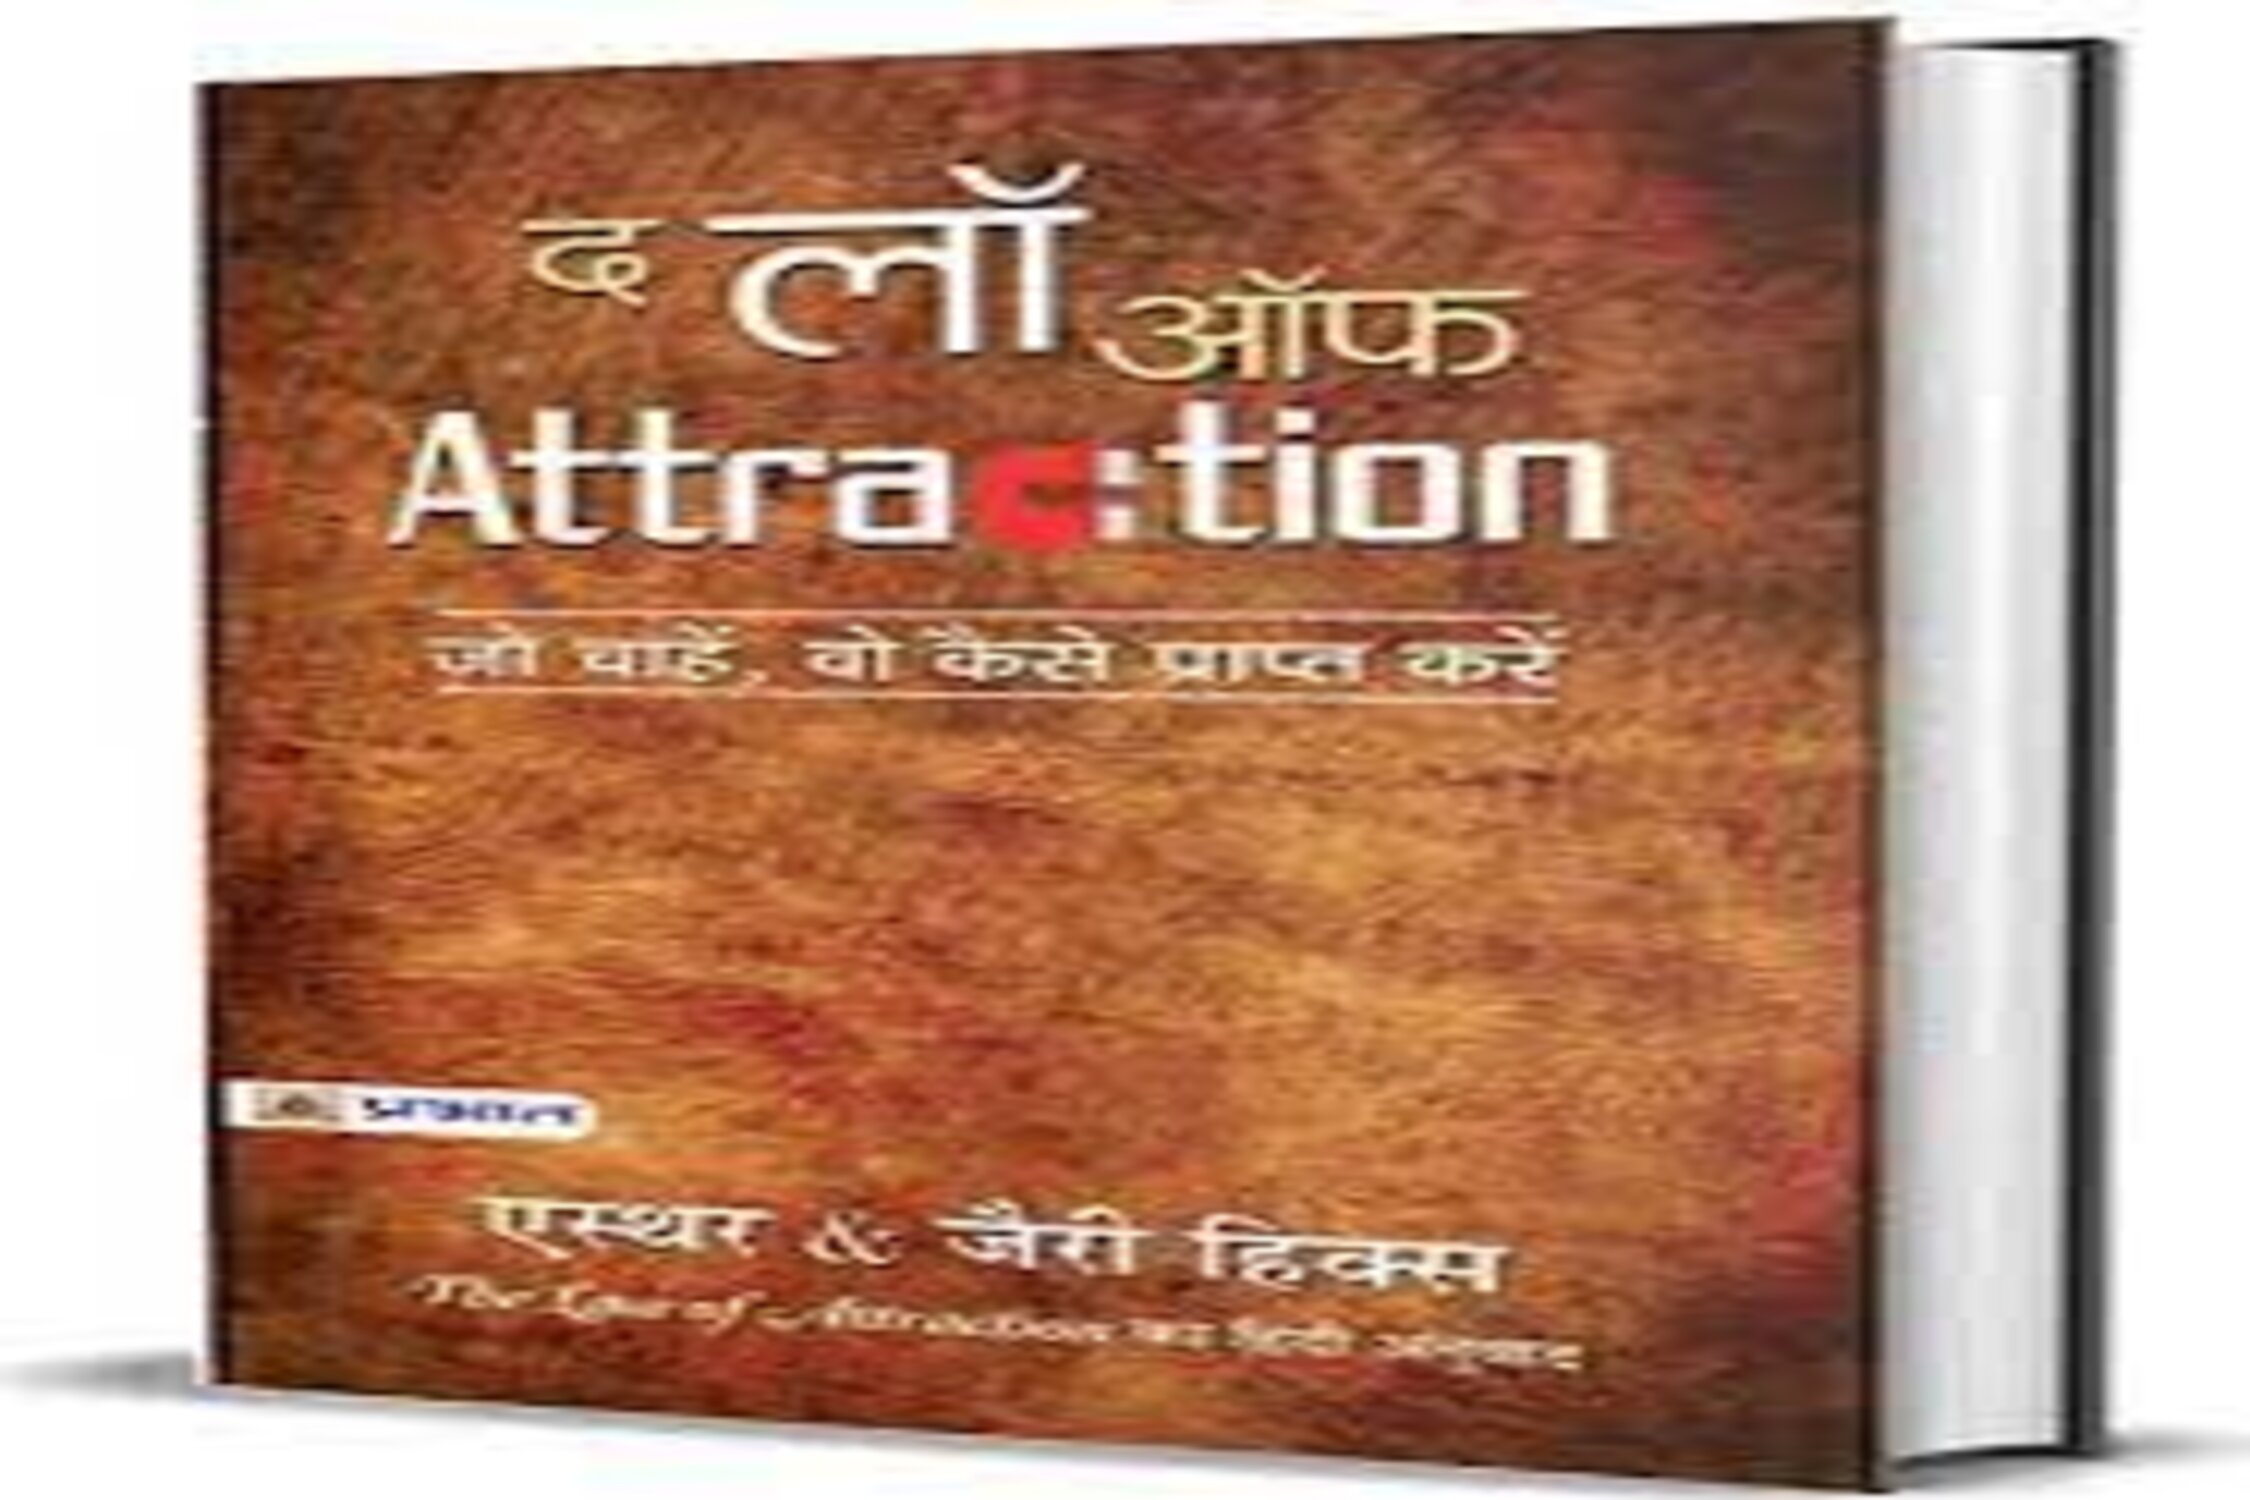 द लॉ ऑफ
Attraction
जो चाहें, वो कैसे प्राप्त करें
प्रभात
एस्थर & जैरी हिक्स
The Law of Attraction का हिंदी अनुवाद